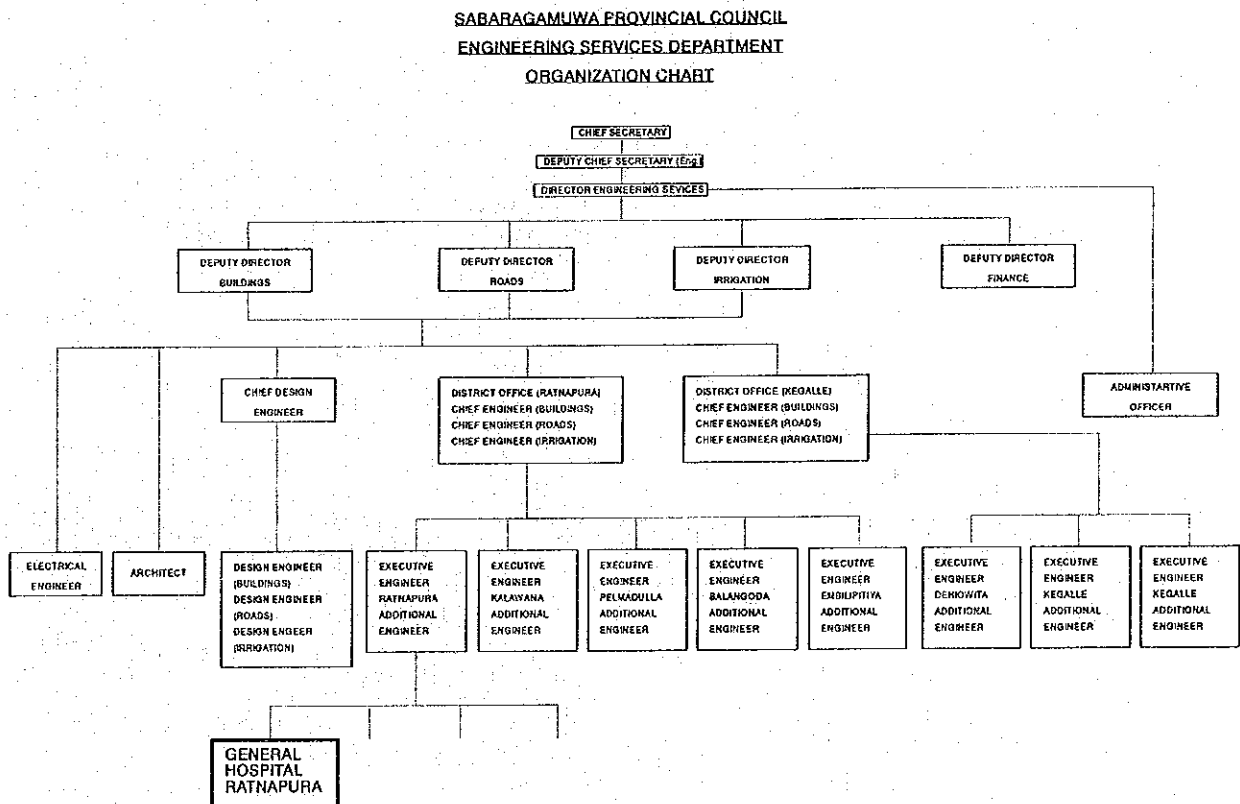 SABARAGAMUWA PROVINCIAL COUNCIL
ENGINEERING SERVICES DEPARTMENT
ORGANIZATION CHART
CHIEF SECRETARY
DEPUTY CHIEF SECRETARY (Eng.)
DIRECTOR ENGINEERING SEVICES
DEPUTY DIRECTOR
BUILDINGS
DEPUTY DIRECTOR
ROADS
DEPUTY DIRECTOR
IRRIGATION
DEPUTY DIRECTOR
FINANCE
CHIEF DESIGN
ENGINEER
DISTRICT OFFICE (RATNAPURA)
CHIEF ENGINEER (BUILDINGS)
CHIEF ENGINEER (ROADS)
CHIEF ENGINEER (IRRIGATION)
DISTRICT OFFICE (KEGALLE)
CHIEF ENGINEER (BUILDINGS)
CHIEF ENGINEER (ROADS)
CHIEF ENGINEER (IRRIGATION)
ADMINISTARTIVE
OFFICER
ELECTRICAL
ENGINEER
ARCHITECT
DESIGN ENGINEER
(BUILDINGS)
DESIGN ENGINEER
(ROADS)
DESIGN ENGEER
(IRRIGATION)
EXECUTIVE
ENGINEER
RATNAPURA
ADDITIONAL
ENGINEER
EXECUTIVE
ENGINEER
KALAWANA
ADDITIONAL
ENGINEER
EXECUTIVE
ENGINEER
PELMADULLA
ADDITIONAL
ENGINEER
EXECUTIVE
ENGINEER
BALANGODA
ADDITIONAL
ENGINEER
EXECUTIVE
ENGINEER
EMBILIPITIYA
ADDITIONAL
ENGINEER
EXECUTIVE
ENGINEER
DEHIOWITA
ADDITIONAL
ENGINEER
EXECUTIVE
ENGINEER
KEGALLE
ADDITIONAL
ENGINEER
EXECUTIVE
ENGINEER
KEGALLE
ADDITIONAL
ENGINEER
GENERAL
HOSPITAL
RATNAPURA